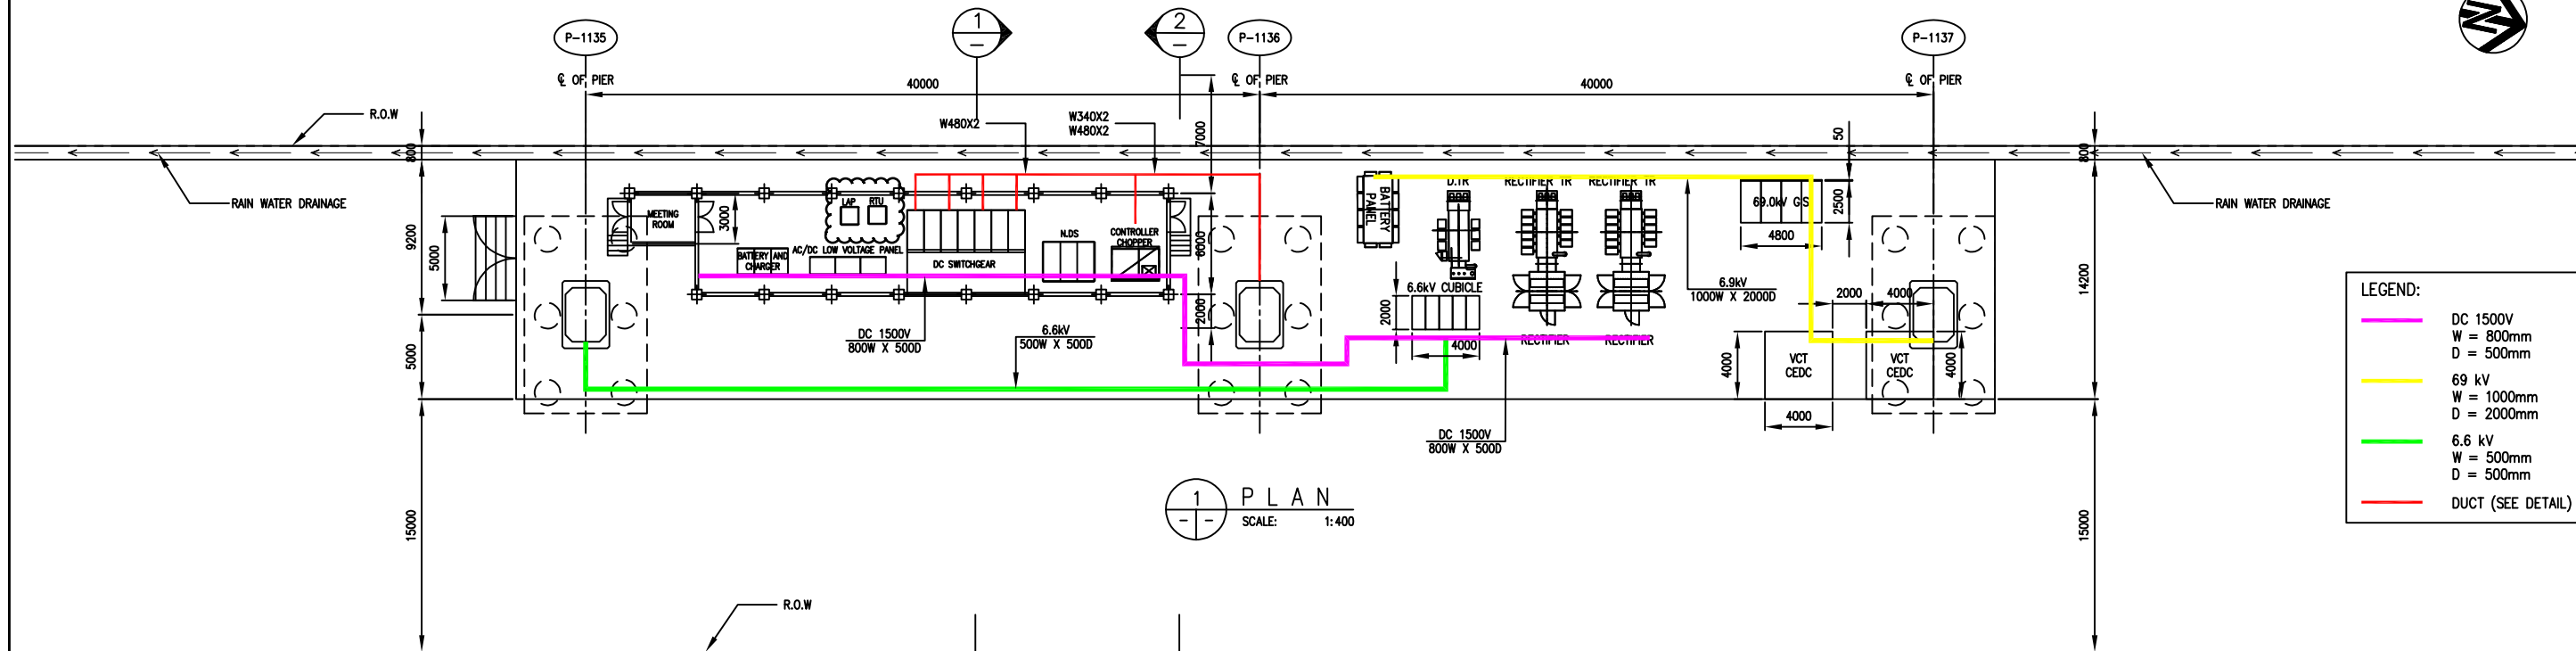 1
2
P-1135
P-1136
P-1137
N
℄ OF PIER
℄ OF PIER
℄ OF PIER
40000
40000
R.O.W
W480X2
W340X2
W480X2
7000
50
800
800
RAIN WATER DRAINAGE
RAIN WATER DRAINAGE
MEETING
ROOM
3000
LAP
RTU
BATTERY AND
CHARGER
AC/DC LOW VOLTAGE PANEL
DC SWITCHGEAR
N.DS
CONTROLLER
CHOPPER
BATTERY
PANEL
D.TR
RECTIFIER TR
RECTIFIER TR
69.0kV GIS
2500
4800
9200
5000
6000
2000
14200
6.6kV CUBICLE
2000
4000
RECTIFIER
RECTIFIER
6.9kV
1000W X 2000D
2000
4000
DC 1500V
800W X 500D
6.6kV
500W X 500D
5000
4000
VCT
CEDC
VCT
CEDC
4000
4000
DC 1500V
800W X 500D
15000
15000
1
PLAN
SCALE: 1:400
R.O.W
LEGEND:
DC 1500V
W = 800mm
D = 500mm
69 kV
W = 1000mm
D = 2000mm
6.6 kV
W = 500mm
D = 500mm
DUCT (SEE DETAIL)